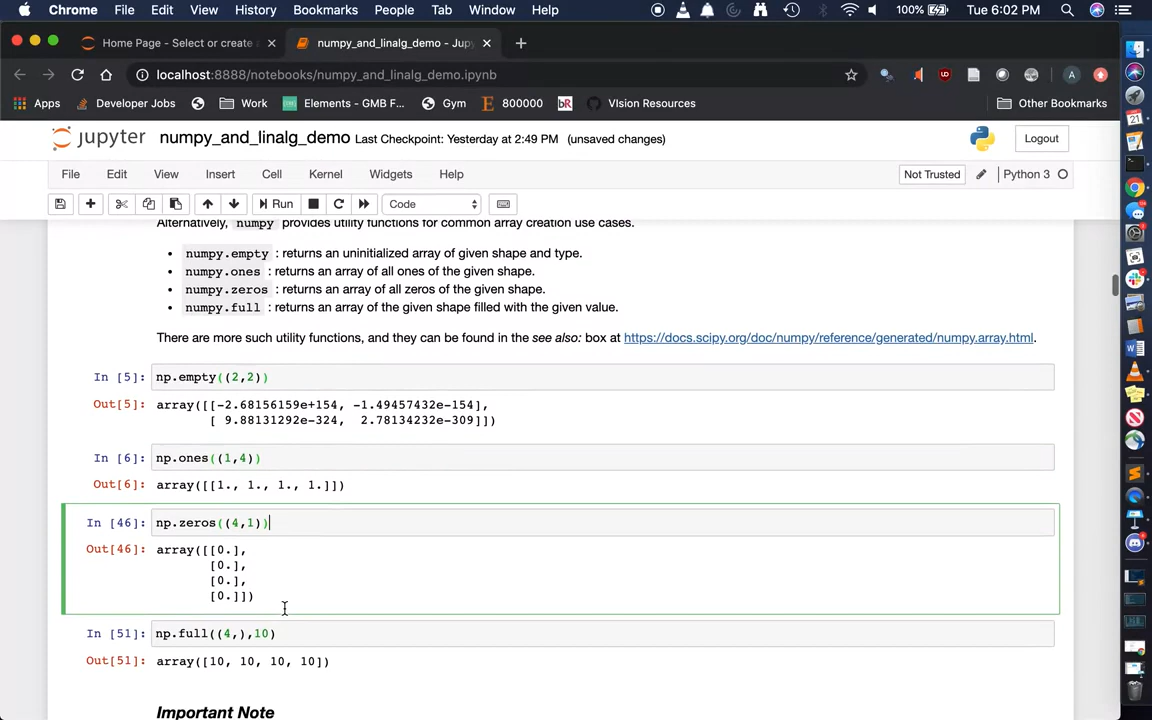 Chrome File Edit View History Bookmarks People Tab Window Help 100% Tue 6:02 PM
Home Page - Select or create a
numpy_and_linalg_demo - Jupy
localhost:8888/notebooks/numpy_and_linalg_demo.ipynb
Apps Developer Jobs Work Elements - GMB F... Gym 800000 bR VIsion Resources Other Bookmarks
jupyter numpy_and_linalg_demo Last Checkpoint: Yesterday at 2:49 PM (unsaved changes) Logout
File Edit View Insert Cell Kernel Widgets Help Not Trusted Python 3
Run Code
Alternatively, numpy provides utility functions for common array creation use cases.
• numpy.empty : returns an uninitialized array of given shape and type.
• numpy.ones : returns an array of all ones of the given shape.
• numpy.zeros : returns an array of all zeros of the given shape.
• numpy.full : returns an array of the given shape filled with the given value.
There are more such utility functions, and they can be found in the see also: box at https://docs.scipy.org/doc/numpy/reference/generated/numpy.array.html.
In [5]: np.empty((2,2))
Out[5]: array([[-2.68156159e+154, -1.49457432e-154],
[ 9.88131292e-324, 2.78134232e-309]])
In [6]: np.ones((1,4))
Out[6]: array([[1., 1., 1., 1.]])
In [46]: np.zeros((4,1))
Out[46]: array([[0.],
[0.],
[0.],
[0.]])
In [51]: np.full((4,),10)
Out[51]: array([10, 10, 10, 10])
Important Note